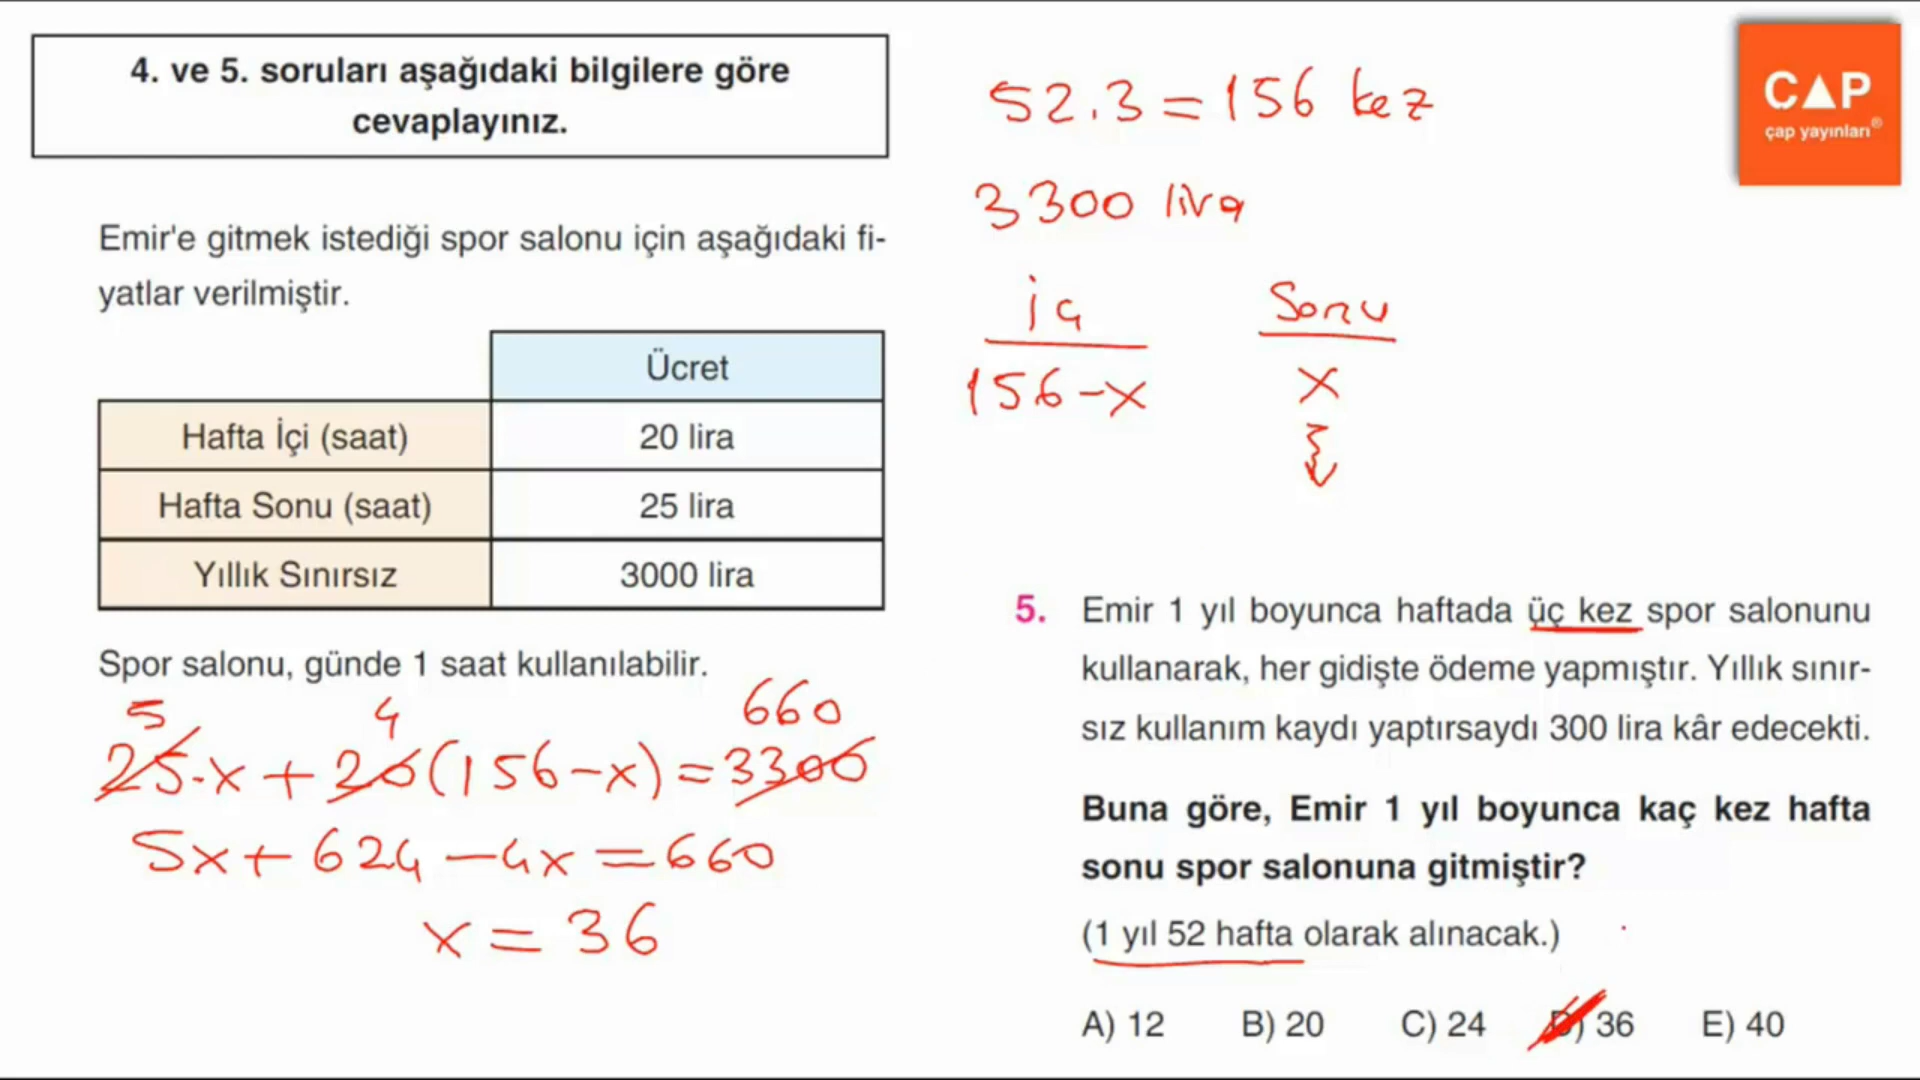 4. ve 5. soruları aşağıdaki bilgilere göre
cevaplayınız.
Emir'e gitmek istediği spor salonu için aşağıdaki fi-
yatlar verilmiştir.
Ücret
Hafta İçi (saat) 20 lira
Hafta Sonu (saat) 25 lira
Yıllık Sınırsız 3000 lira
Spor salonu, günde 1 saat kullanılabilir.
5 4 660
25.x + 20(156-x) = 3300
5x + 624 - 4x = 660
x = 36
52.3 = 156 kez
3300 lira
İç Sonu
156-x x
ÇAP
çap yayınları®
5. Emir 1 yıl boyunca haftada üç kez spor salonunu
kullanarak, her gidişte ödeme yapmıştır. Yıllık sınır-
sız kullanım kaydı yaptırsaydı 300 lira kâr edecekti.
Buna göre, Emir 1 yıl boyunca kaç kez hafta
sonu spor salonuna gitmiştir?
(1 yıl 52 hafta olarak alınacak.)
A) 12 B) 20 C) 24 D) 36 E) 40